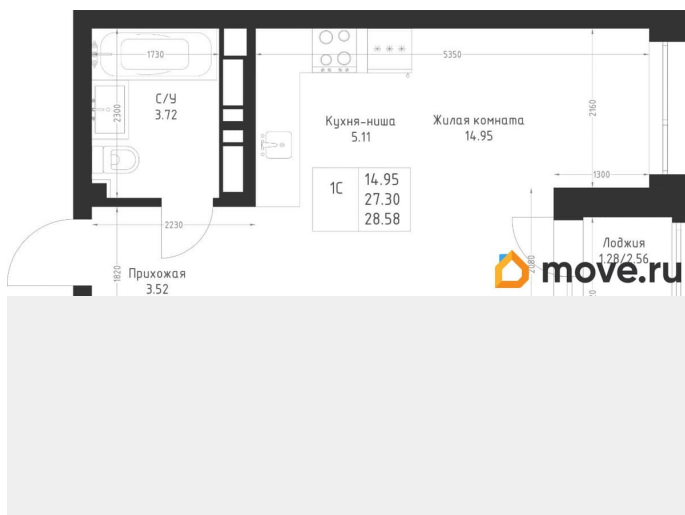 1730
5350
С/У
3.72
2300
Кухня-ниша
5.11
Жилая комната
14.95
2160
1300
1С
14.95
27.30
28.58
2230
Прихожая
3.52
1820
2080
Лоджия
1.28/2.56
move.ru